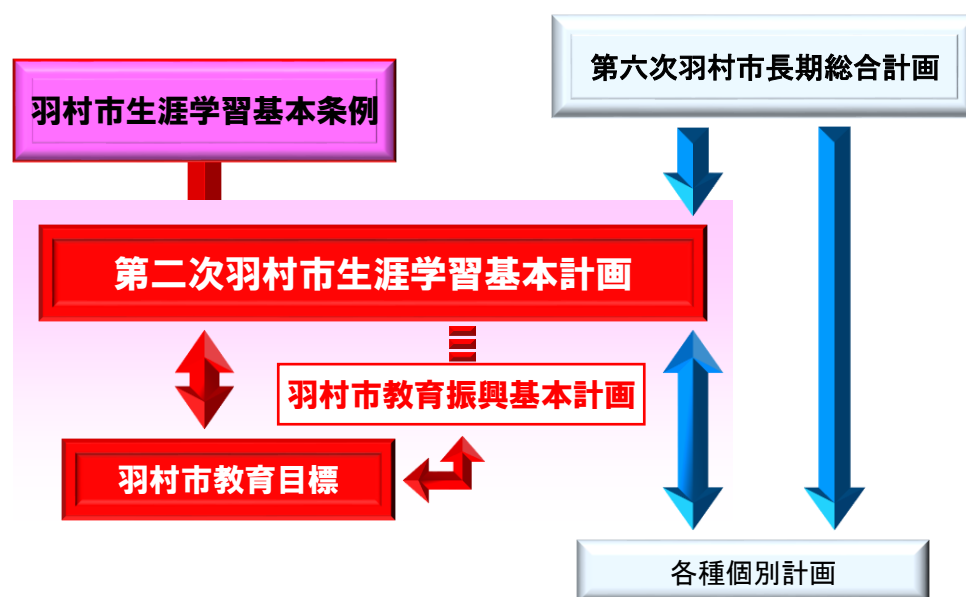 第六次羽村市長期総合計画
羽村市生涯学習基本条例
第二次羽村市生涯学習基本計画
羽村市教育振興基本計画
羽村市教育目標
各種個別計画